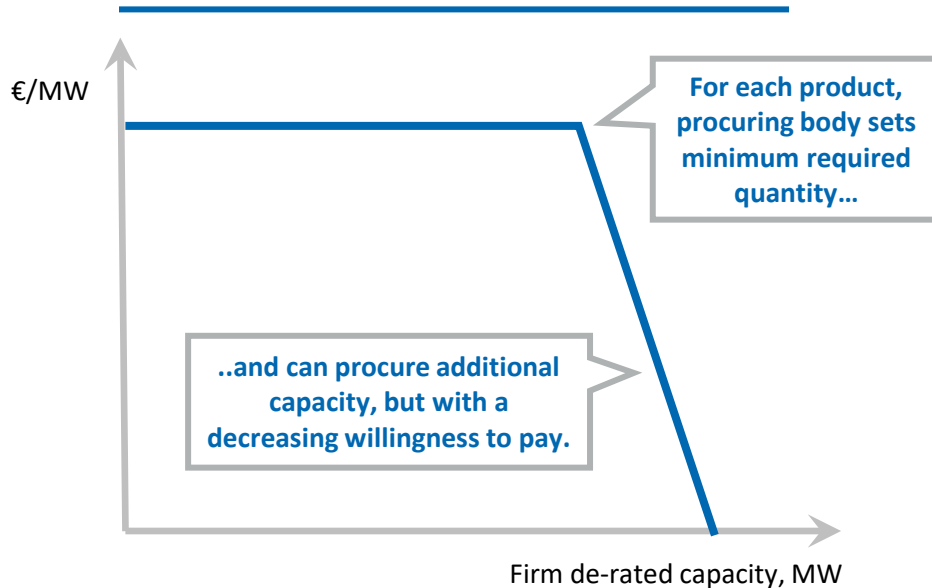 €/MW
For each product,
procuring body sets
minimum required
quantity…
..and can procure additional
capacity, but with a
decreasing willingness to pay.
Firm de-rated capacity, MW